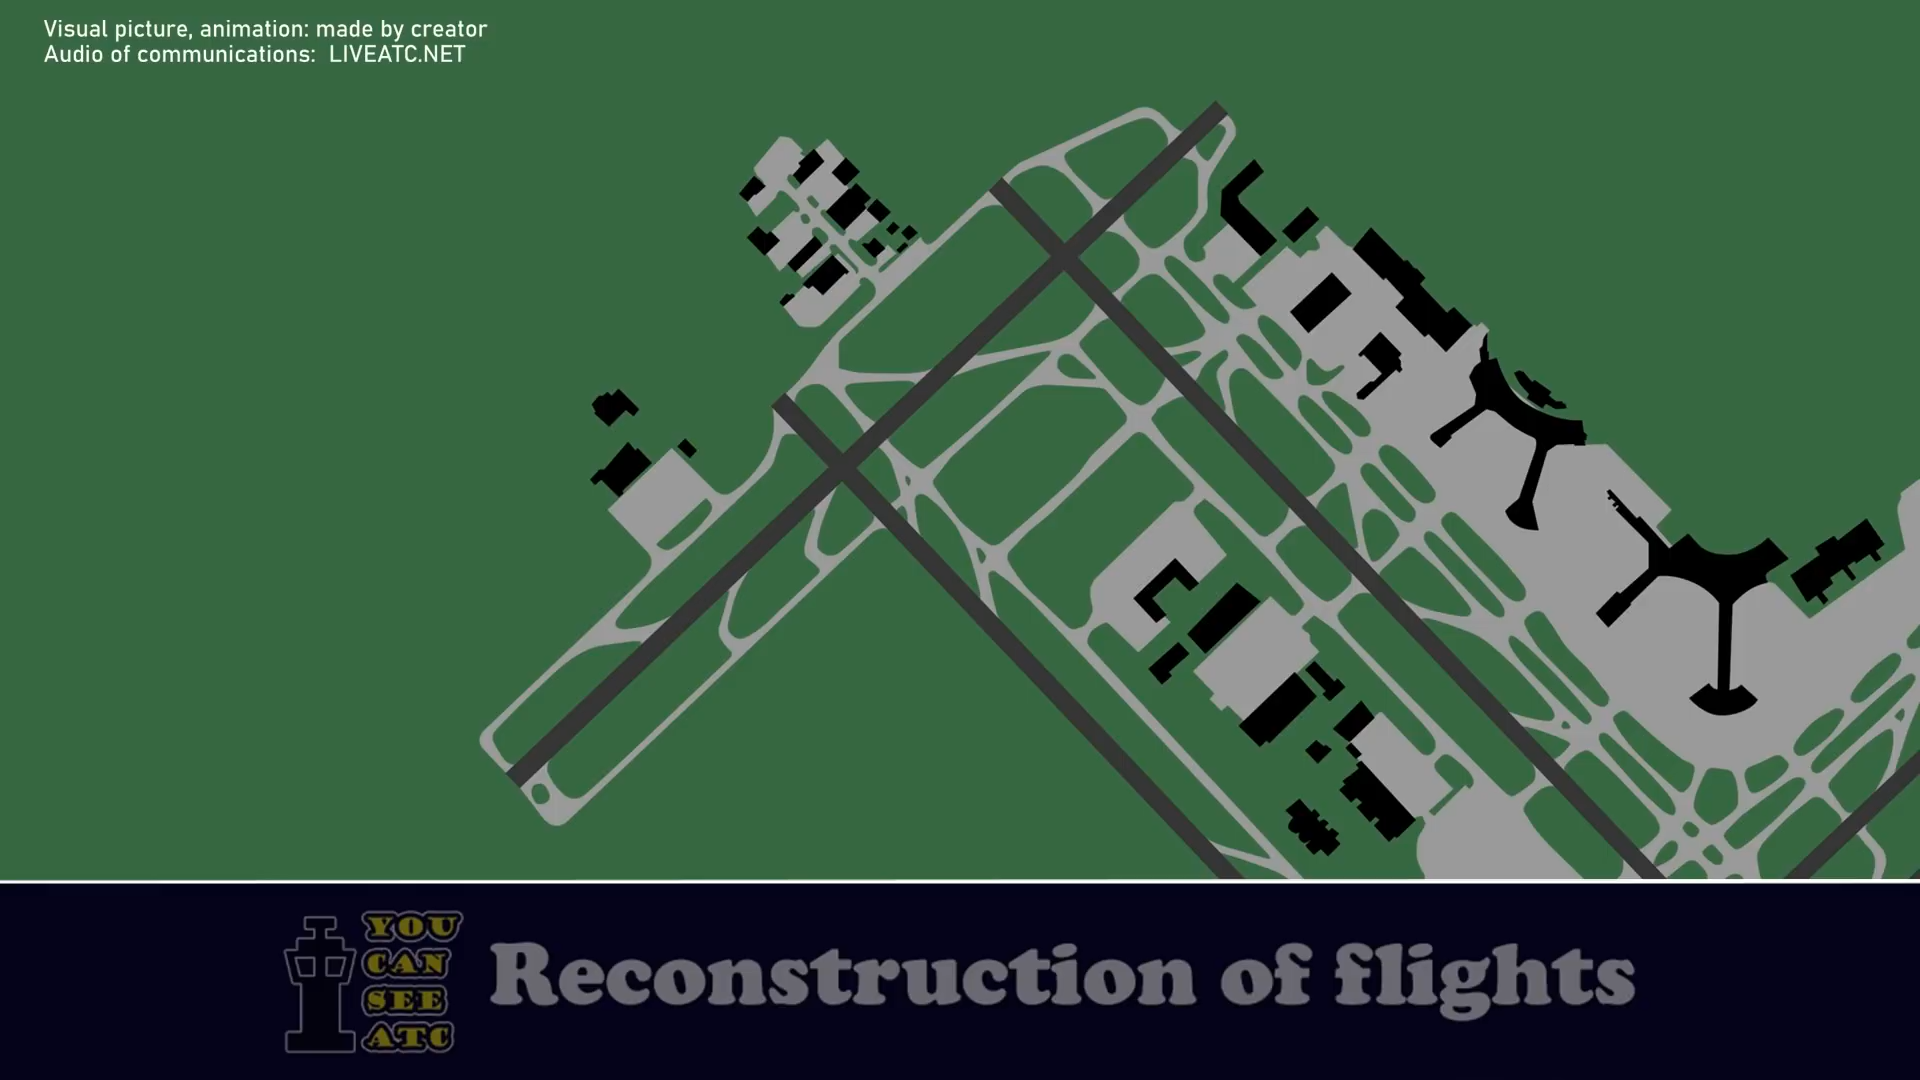 Visual picture, animation: made by creator
Audio of communications: LIVEATC.NET
YOU
CAN
SEE
ATC
Reconstruction of flights